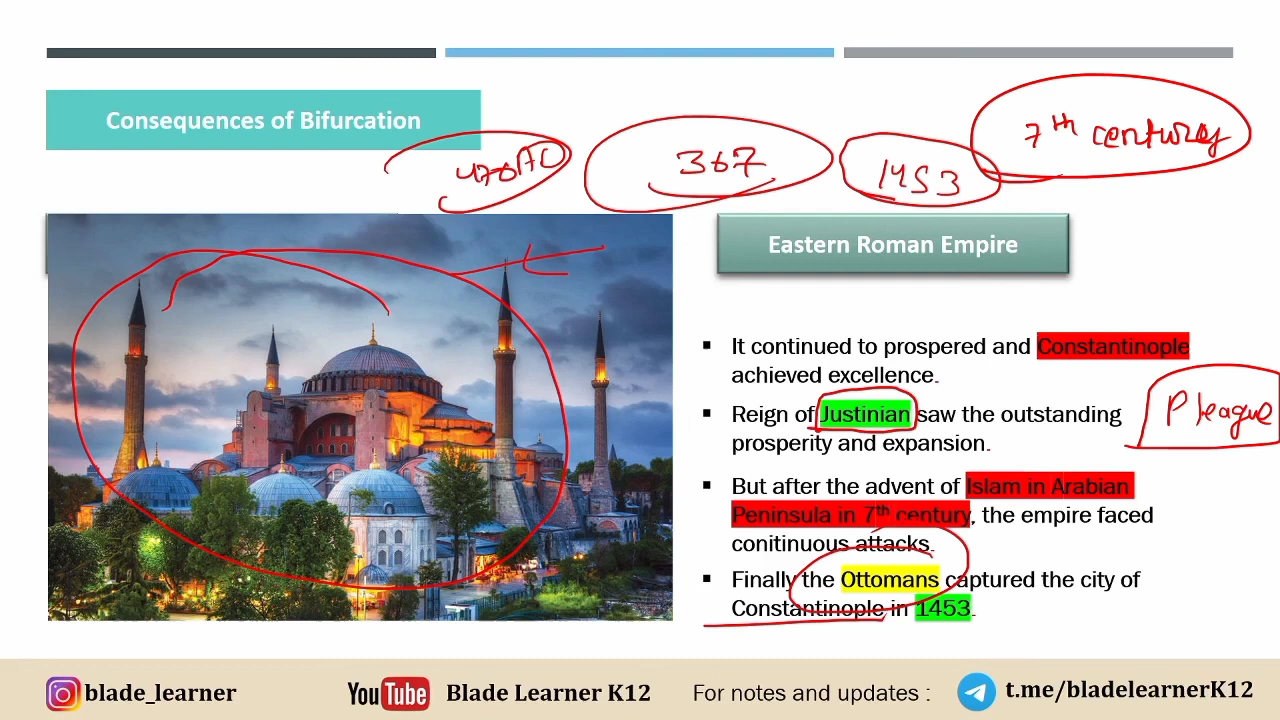 Consequences of Bifurcation
7th century
367
1453
Eastern Roman Empire
It continued to prospered and Constantinople
achieved excellence.
Reign of Justinian saw the outstanding
prosperity and expansion.
Pleague
But after the advent of Islam in Arabian
Peninsula in 7th century, the empire faced
conitinuous attacks.
Finally the Ottomans captured the city of
Constantinople in 1453.
blade_learner
YouTube
Blade Learner K12
For notes and updates :
t.me/bladelearnerK12